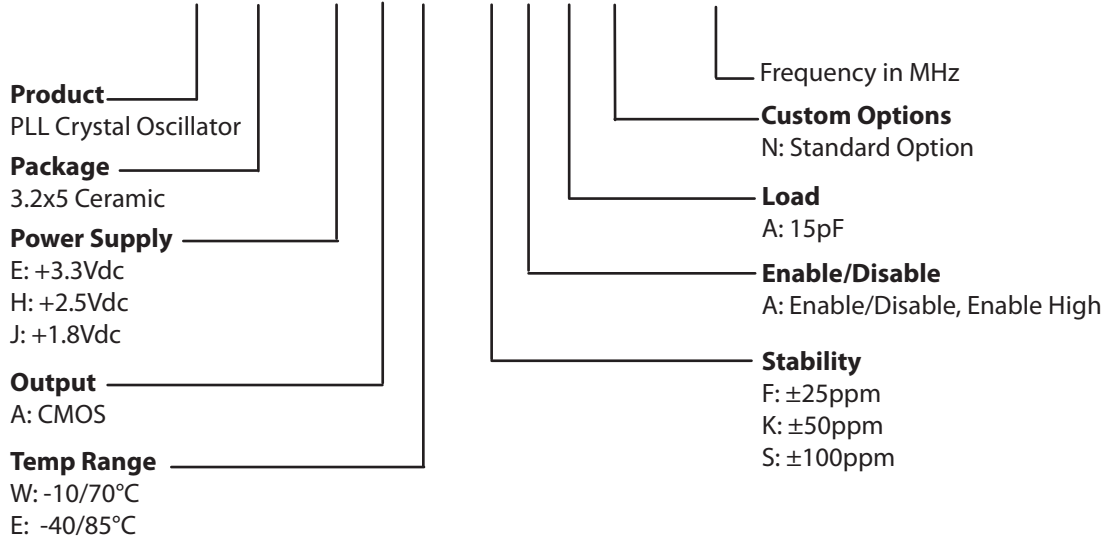 Product
PLL Crystal Oscillator
Package
3.2x5 Ceramic
Power Supply
E: +3.3Vdc
H: +2.5Vdc
J: +1.8Vdc
Output
A: CMOS
Temp Range
W: -10/70°C
E: -40/85°C
Frequency in MHz
Custom Options
N: Standard Option
Load
A: 15pF
Enable/Disable
A: Enable/Disable, Enable High
Stability
F: ±25ppm
K: ±50ppm
S: ±100ppm